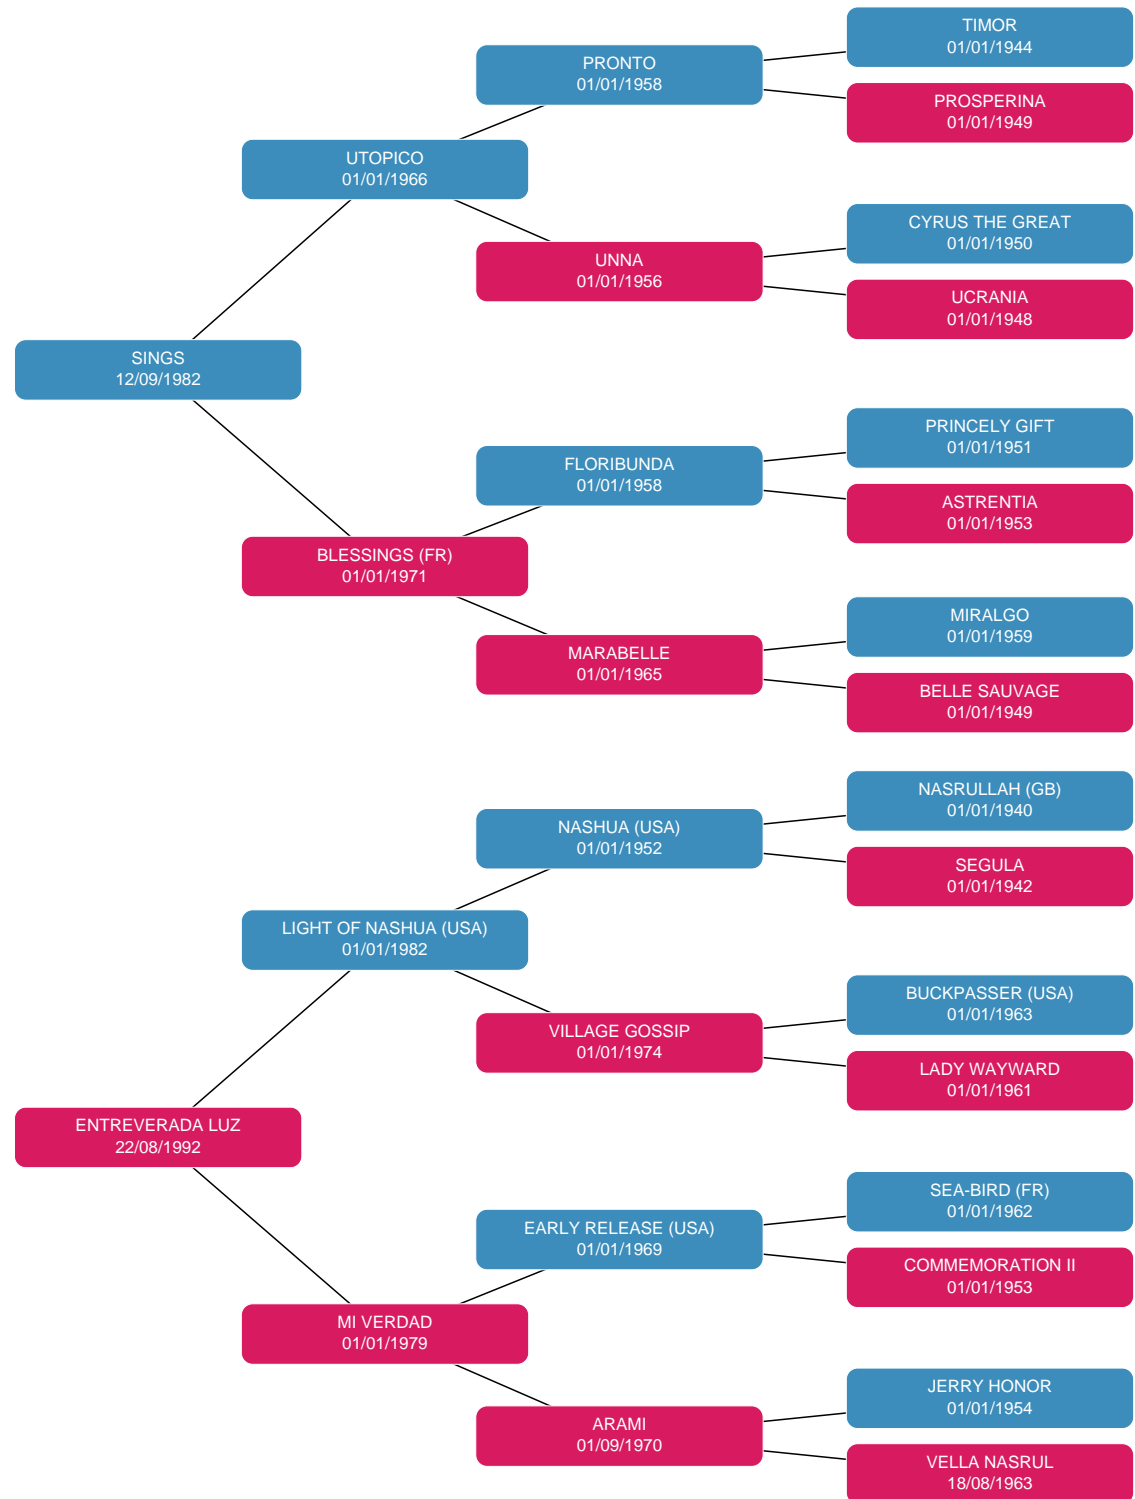 TIMOR
01/01/1944
PRONTO
01/01/1958
PROSPERINA
01/01/1949
UTOPICO
01/01/1966
CYRUS THE GREAT
01/01/1950
UNNA
01/01/1956
UCRANIA
01/01/1948
SINGS
12/09/1982
PRINCELY GIFT
01/01/1951
FLORIBUNDA
01/01/1958
ASTRENTIA
01/01/1953
BLESSINGS (FR)
01/01/1971
MIRALGO
01/01/1959
MARABELLE
01/01/1965
BELLE SAUVAGE
01/01/1949
NASRULLAH (GB)
01/01/1940
NASHUA (USA)
01/01/1952
SEGULA
01/01/1942
LIGHT OF NASHUA (USA)
01/01/1982
BUCKPASSER (USA)
01/01/1963
VILLAGE GOSSIP
01/01/1974
LADY WAYWARD
01/01/1961
ENTREVERADA LUZ
22/08/1992
SEA-BIRD (FR)
01/01/1962
EARLY RELEASE (USA)
01/01/1969
COMMEMORATION II
01/01/1953
MI VERDAD
01/01/1979
JERRY HONOR
01/01/1954
ARAMI
01/09/1970
VELLA NASRUL
18/08/1963